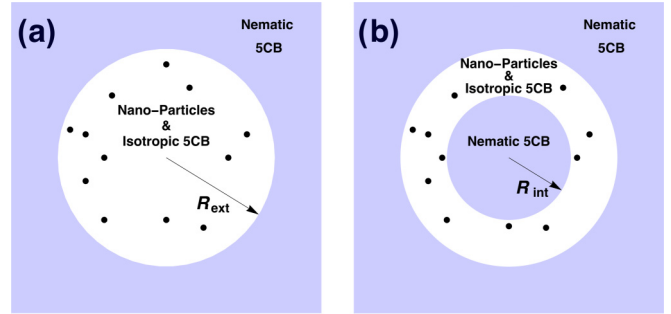 (a)
Nematic
5CB
Nano-Particles
&
Isotropic 5CB
R ext
(b)
Nematic
5CB
Nano-Particles
&
Isotropic 5CB
Nematic 5CB
R int